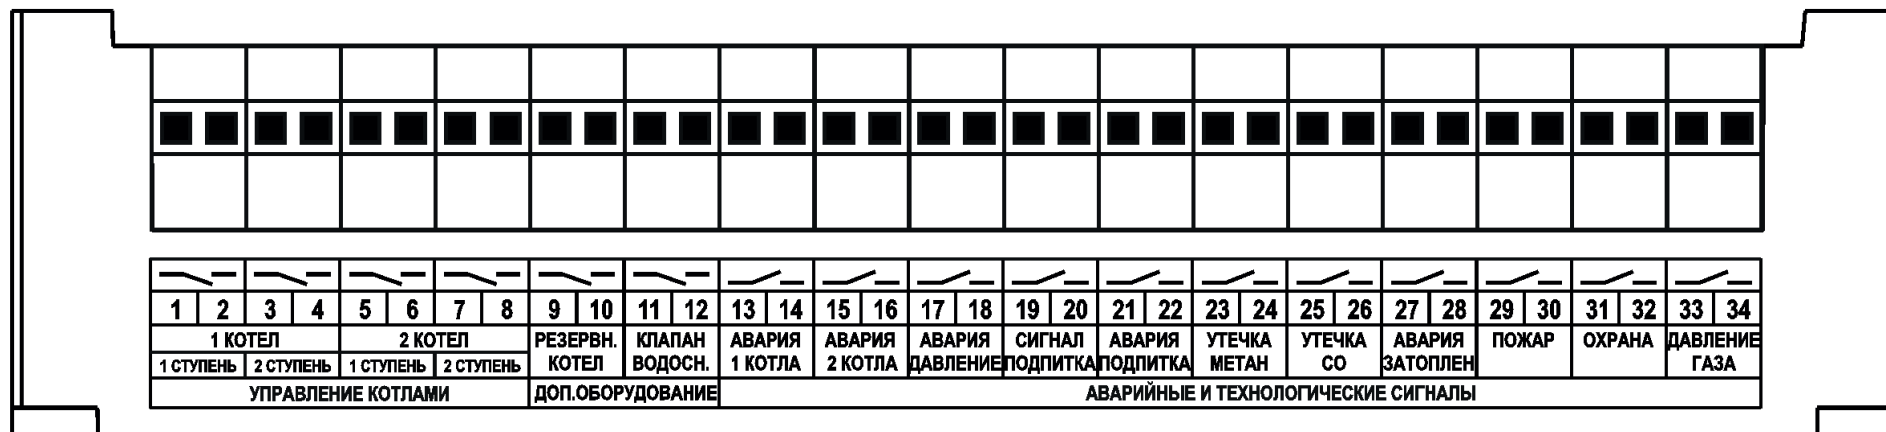 1 2 3 4 5 6 7 8 9 10 11 12 13 14 15 16 17 18 19 20 21 22 23 24 25 26 27 28 29 30 31 32 33 34
1 КОТЕЛ
1 СТУПЕНЬ 2 СТУПЕНЬ
2 КОТЕЛ
1 СТУПЕНЬ 2 СТУПЕНЬ
РЕЗЕРВН.
КОТЕЛ
КЛАПАН
ВОДОСН.
АВАРИЯ
1 КОТЛА
АВАРИЯ
2 КОТЛА
АВАРИЯ
ДАВЛЕНИЕ
СИГНАЛ
ПОДПИТКА
АВАРИЯ
ПОДПИТКА
УТЕЧКА
МЕТАН
УТЕЧКА
СО
АВАРИЯ
ЗАТОПЛЕН
ПОЖАР
ОХРАНА
ДАВЛЕНИЕ
ГАЗА
УПРАВЛЕНИЕ КОТЛАМИ
ДОП.ОБОРУДОВАНИЕ
АВАРИЙНЫЕ И ТЕХНОЛОГИЧЕСКИЕ СИГНАЛЫ